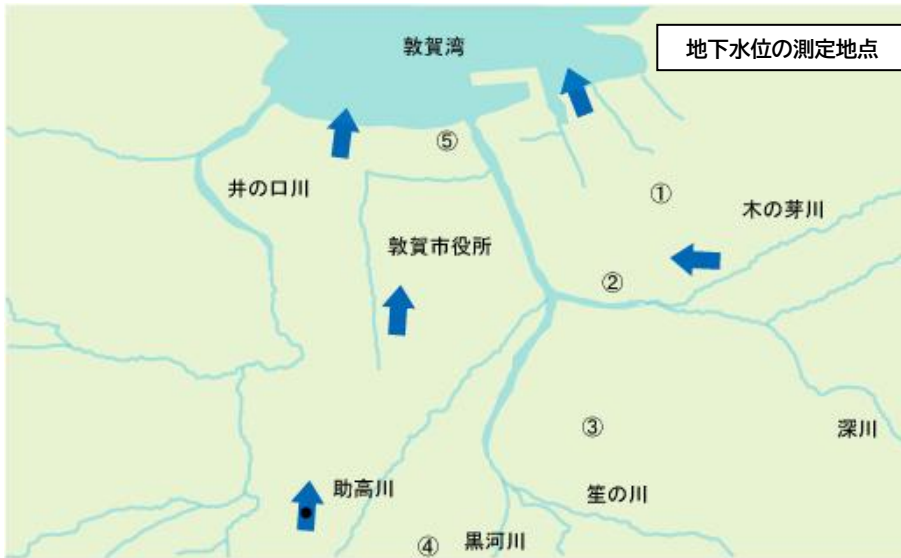 敦賀湾
地下水位の測定地点
⑤
井の口川
①
木の芽川
敦賀市役所
②
③
深川
助高川
笙の川
④
黒河川